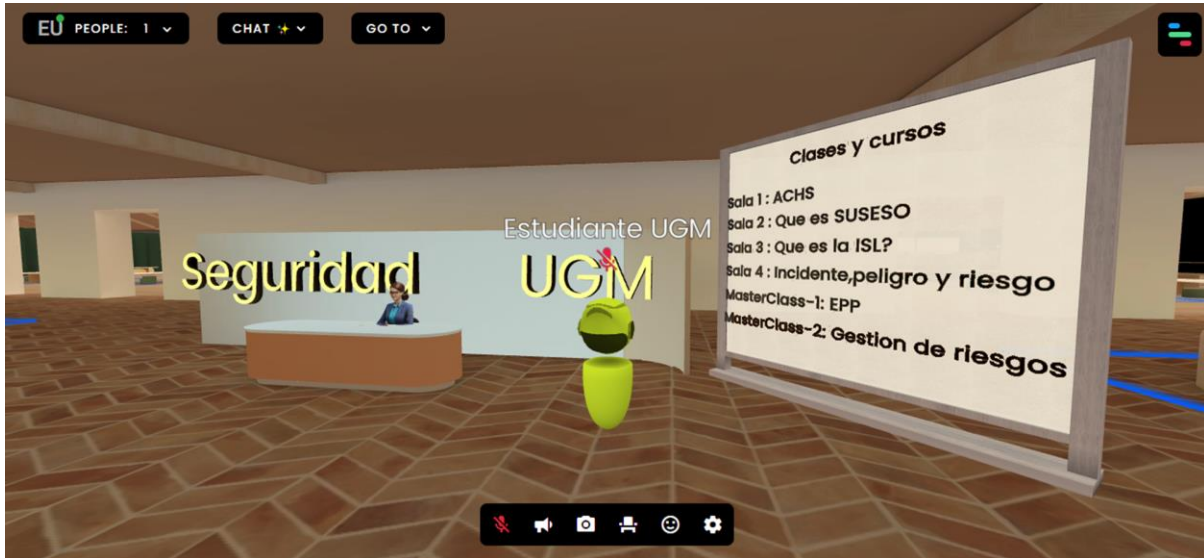 EU PEOPLE: 1
CHAT
GO TO
Clases y cursos
Sala 1 : ACHS
Sala 2 : Que es SUSESO
Sala 3 : Que es la ISL?
Sala 4 : Incidente,peligro y riesgo
MasterClass-1: EPP
MasterClass-2: Gestion de riesgos
Estudiante UGM
Seguridad UGM